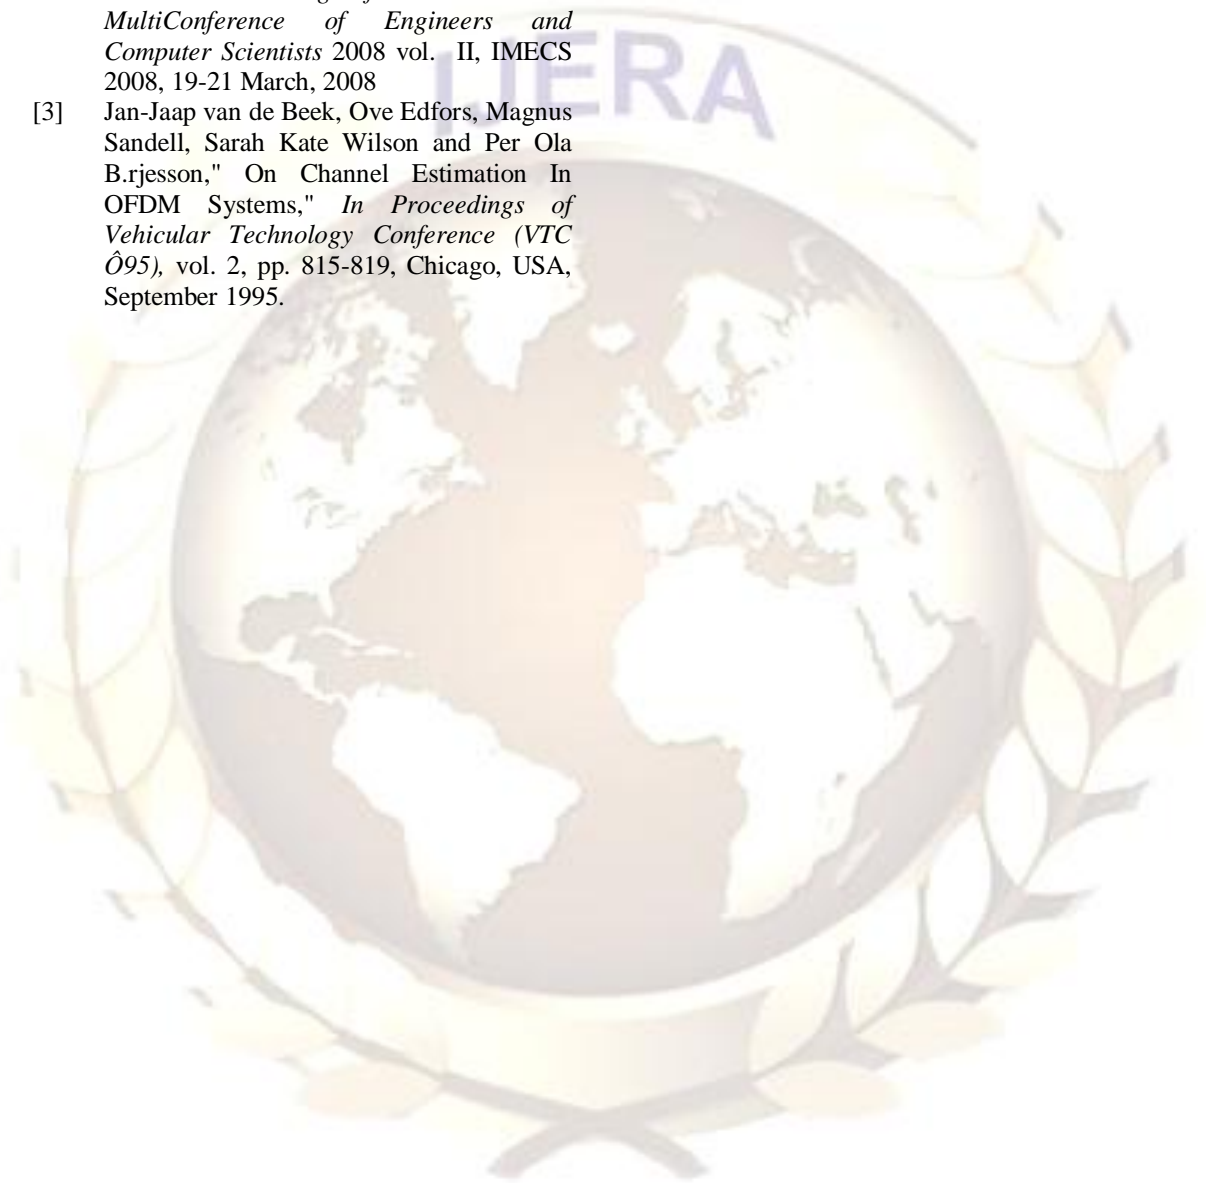 MultiConference of Engineers and
Computer Scientists 2008 vol. II, IMECS
2008, 19-21 March, 2008
[3] Jan-Jaap van de Beek, Ove Edfors, Magnus
Sandell, Sarah Kate Wilson and Per Ola
B.rjesson," On Channel Estimation In
OFDM Systems," In Proceedings of
Vehicular Technology Conference (VTC
Ô95), vol. 2, pp. 815-819, Chicago, USA,
September 1995.
IJERA